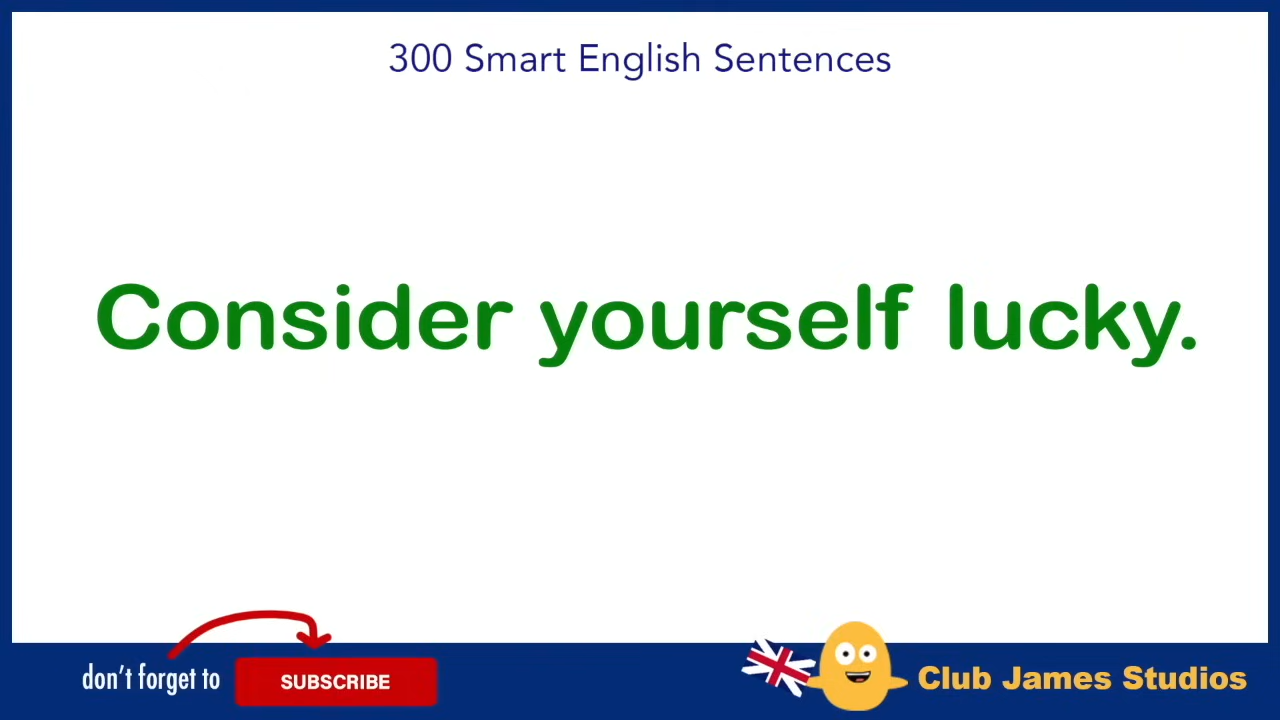 300 Smart English Sentences
Consider yourself lucky.
don't forget to SUBSCRIBE
Club James Studios